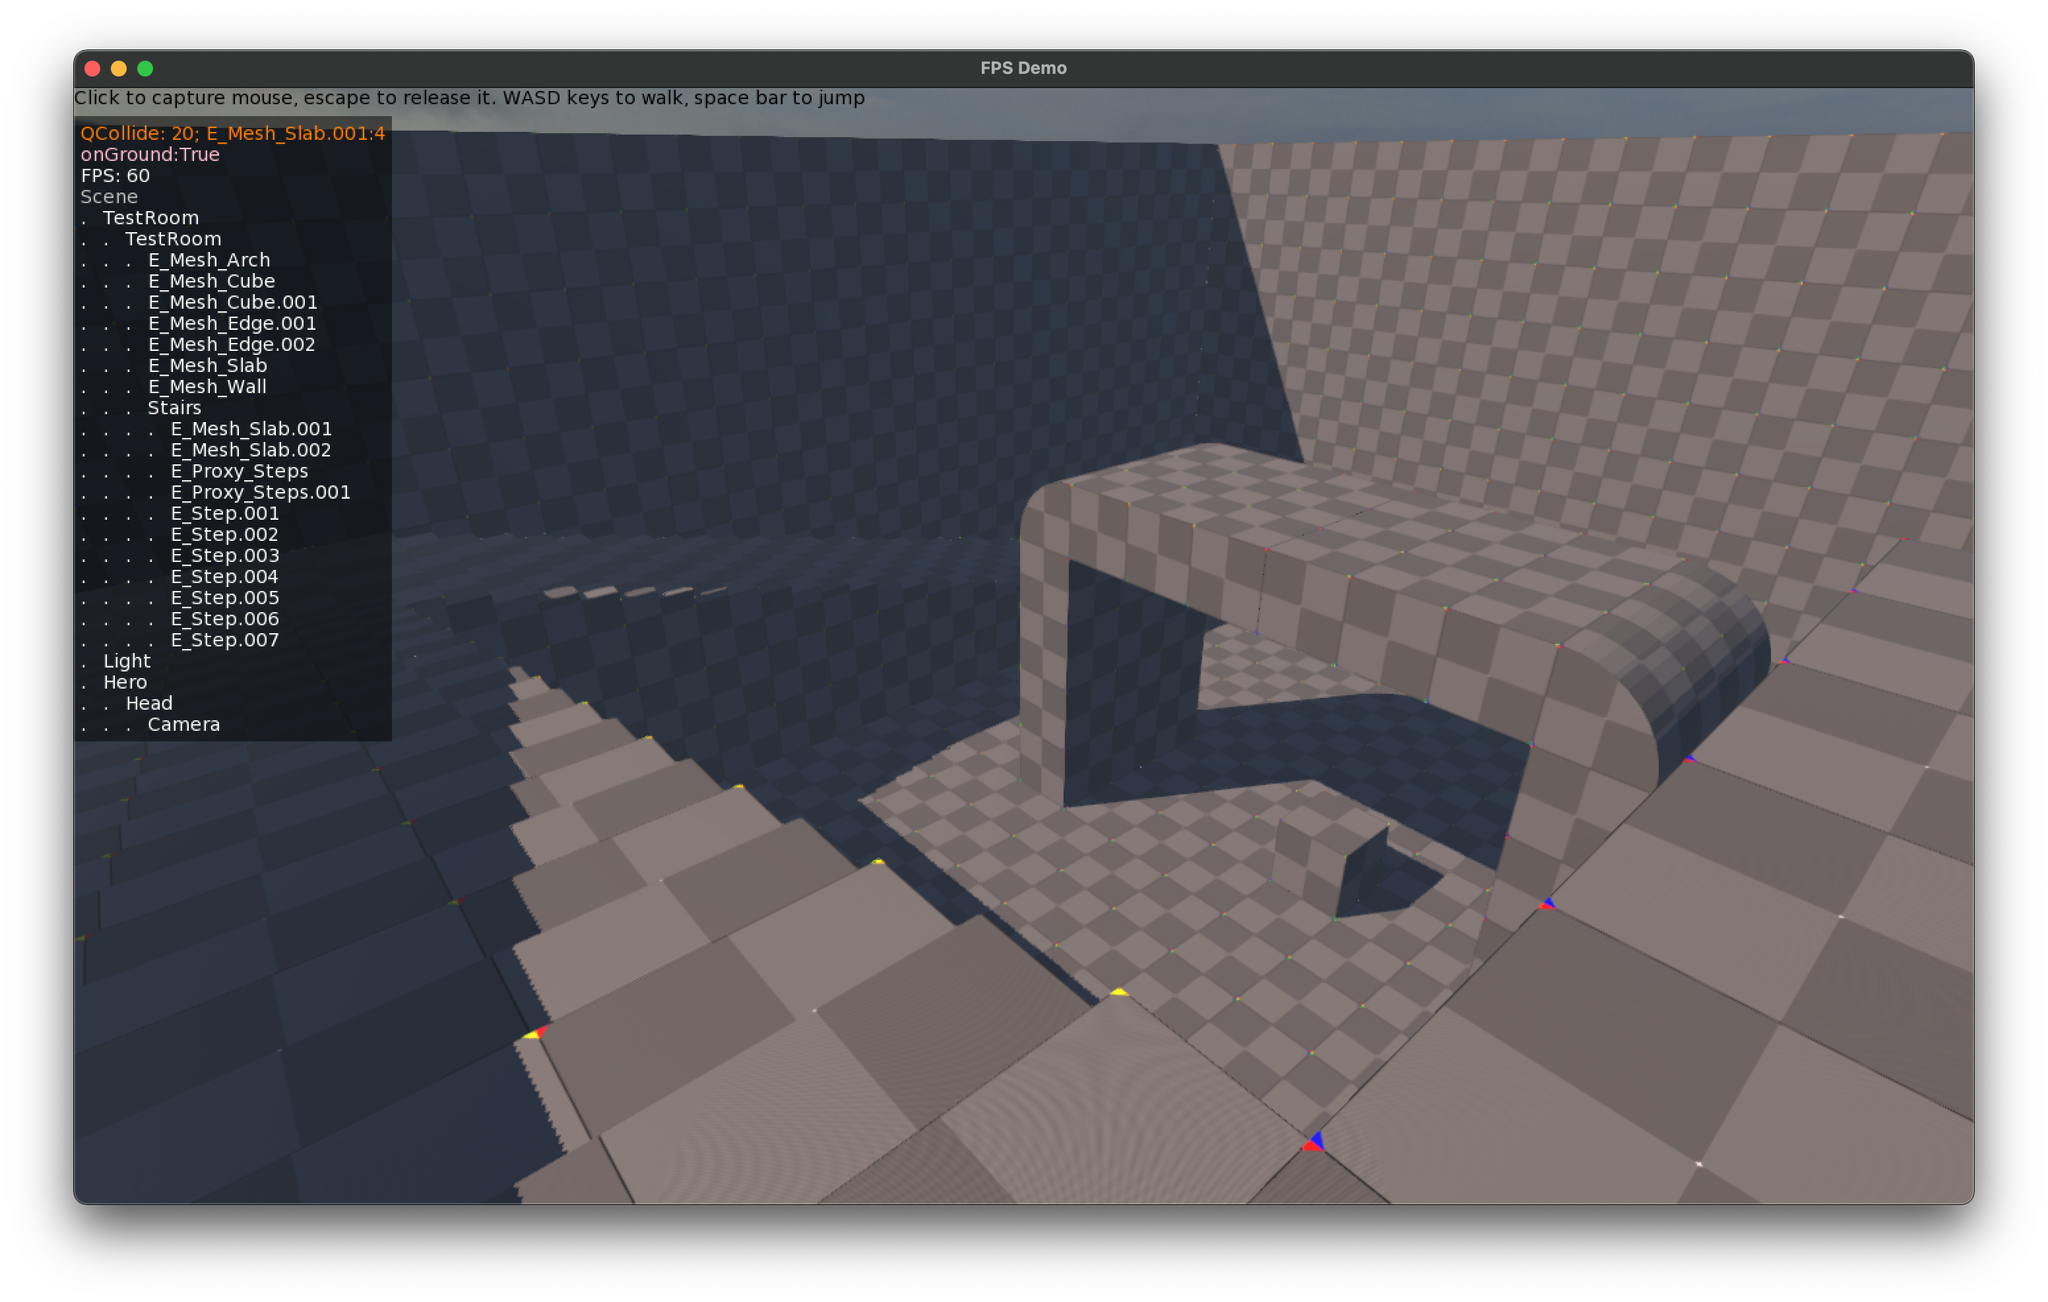 FPS Demo
Click to capture mouse, escape to release it. WASD keys to walk, space bar to jump
QCollide: 20; E_Mesh_Slab.001:4
onGround:True
FPS: 60
Scene
. TestRoom
. . TestRoom
. . . E_Mesh_Arch
. . . E_Mesh_Cube
. . . E_Mesh_Cube.001
. . . E_Mesh_Edge.001
. . . E_Mesh_Edge.002
. . . E_Mesh_Slab
. . . E_Mesh_Wall
. . . Stairs
. . . . E_Mesh_Slab.001
. . . . E_Mesh_Slab.002
. . . . E_Proxy_Steps
. . . . E_Proxy_Steps.001
. . . . E_Step.001
. . . . E_Step.002
. . . . E_Step.003
. . . . E_Step.004
. . . . E_Step.005
. . . . E_Step.006
. . . . E_Step.007
. Light
. Hero
. . Head
. . . Camera